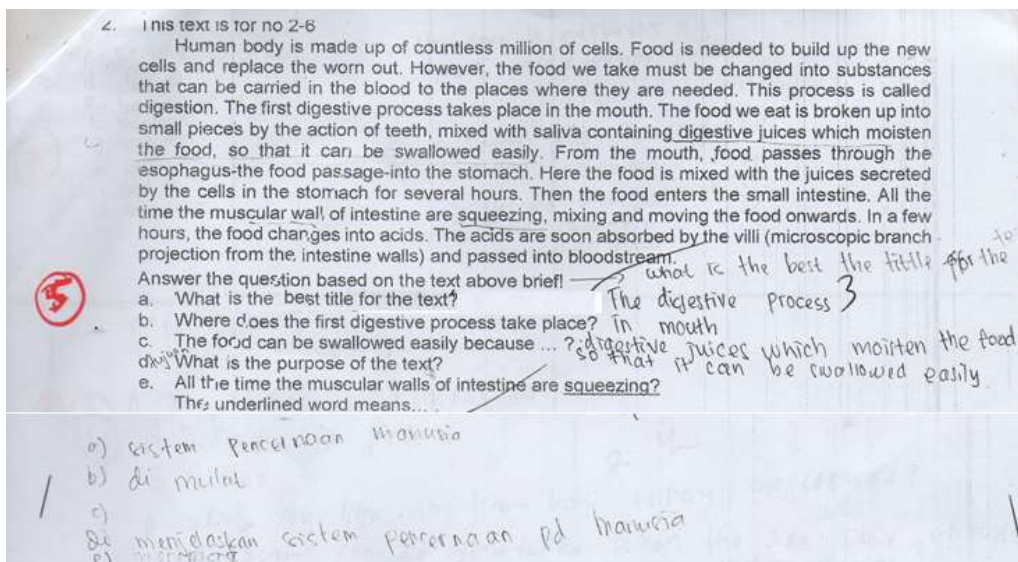 2. This text is for no 2-6
Human body is made up of countless million of cells. Food is needed to build up the new
cells and replace the worn out. However, the food we take must be changed into substances
that can be carried in the blood to the places where they are needed. This process is called
digestion. The first digestive process takes place in the mouth. The food we eat is broken up into
small pieces by the action of teeth, mixed with saliva containing digestive juices which moisten
the food, so that it can be swallowed easily. From the mouth, food passes through the
esophagus-the food passage-into the stomach. Here the food is mixed with the juices secreted
by the cells in the stomach for several hours. Then the food enters the small intestine. All the
time the muscular wall of intestine are squeezing, mixing and moving the food onwards. In a few
hours, the food changes into acids. The acids are soon absorbed by the villi (microscopic branch -
projection from the intestine walls) and passed into bloodstream.
what is the best the tittle for the
Answer the question based on the text above brief!
5
a. What is the best title for the text? The digestive process 3
b. Where does the first digestive process take place? in mouth
c. The food can be swallowed easily because ... ? digestive juices which moisten the food
so that it can be swallowed easily
d. What is the purpose of the text?
e. All the time the muscular walls of intestine are squeezing?
The underlined word means....
a) sistem pencernaan manusia
b) di mulut
c)
menjelaskan sistem pencernaan pd manusia
e)